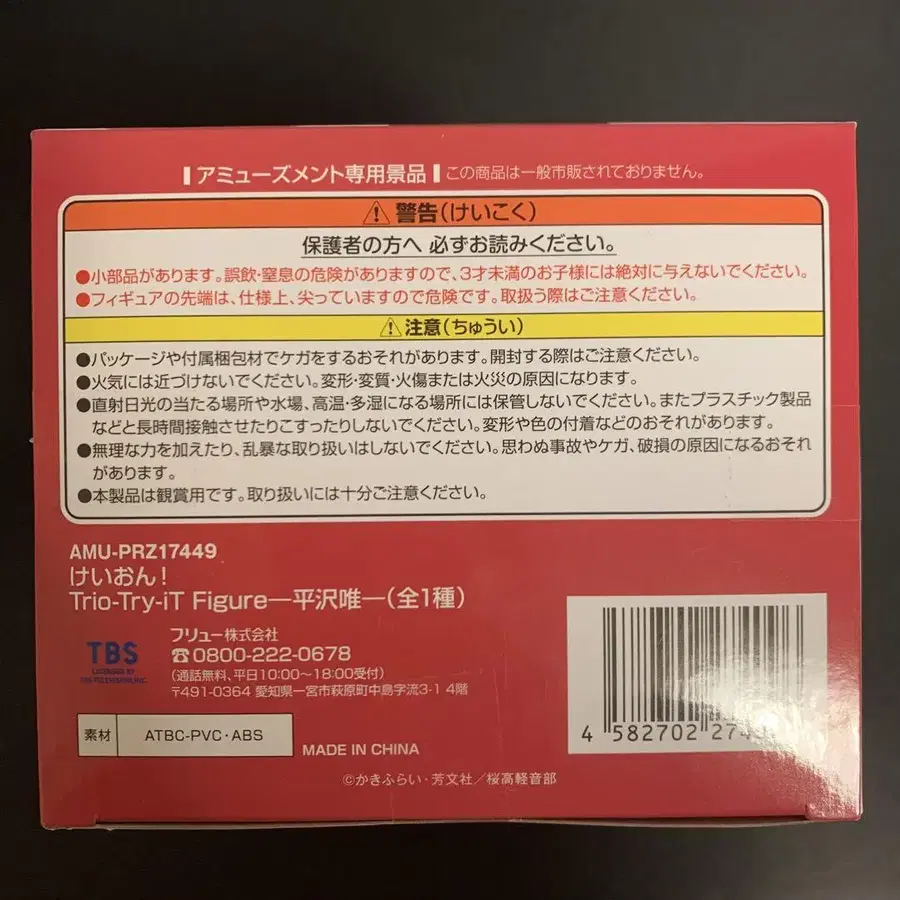 アミューズメント専用景品 この商品は一般市販されておりません。
警告(けいこく)
保護者の方へ 必ずお読みください。
●小部品があります。誤飲・窒息の危険がありますので、3才未満のお子様には絶対に与えないでください。
●フィギュアの先端は、仕様上、尖っていますので危険です。取扱う際はご注意ください。
注意(ちゅうい)
●パッケージや付属梱包材でケガをするおそれがあります。開封する際はご注意ください。
●火気には近づけないでください。変形・変質・火傷または火災の原因になります。
●直射日光の当たる場所や水場、高温・多湿になる場所には保管しないでください。またプラスチック製品
などと長時間接触させたりこすったりしないでください。変形や色の付着などのおそれがあります。
●無理な力を加えたり、乱暴な取り扱いはしないでください。思わぬ事故やケガ、破損の原因になるおそれ
があります。
●本製品は観賞用です。取り扱いには十分ご注意ください。
AMU-PRZ17449
けいおん!
Trio-Try-iT Figure―平沢唯―(全1種)
TBS
LICENSED BY
TBS TELEVISION, INC.
フリュー株式会社
☎0800-222-0678
(通話無料、平日10:00~18:00受付)
〒491-0364 愛知県一宮市萩原町中島字流3-1 4階
素材 ATBC-PVC・ABS
MADE IN CHINA
4 582702 274
©かきふらい・芳文社/桜高軽音部